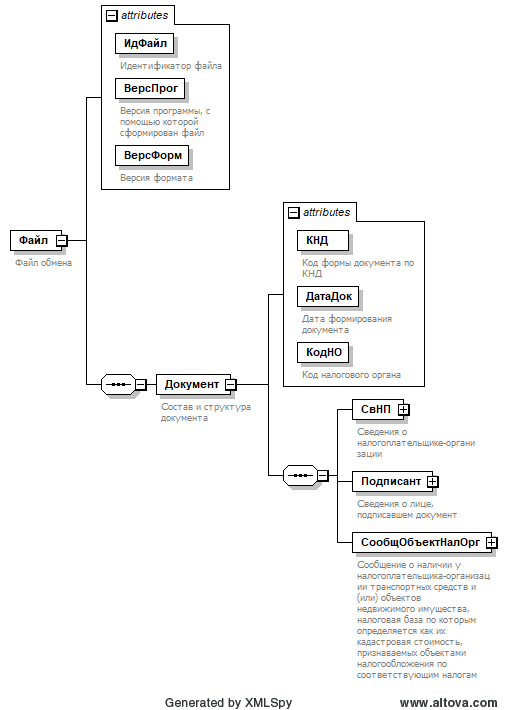 attributes
ИдФайл
Идентификатор файла
ВерсПрог
Версия программы, с
помощью которой
сформирован файл
ВерсФорм
Версия формата
Файл
Файл обмена
attributes
КНД
Код формы документа по
КНД
ДатаДок
Дата формирования
документа
КодНО
Код налогового органа
Документ
Состав и структура
документа
СвНП
Сведения о
налогоплательщике-органи
зации
Подписант
Сведения о лице,
подписавшем документ
СообщОбъектНалОрг
Сообщение о наличии у
налогоплательщика-организац
ии транспортных средств и
(или) объектов
недвижимого имущества,
налоговая база по которым
определяется как их
кадастровая стоимость,
признаваемых объектами
налогообложения по
соответствующим налогам
Generated by XMLSpy
www.altova.com